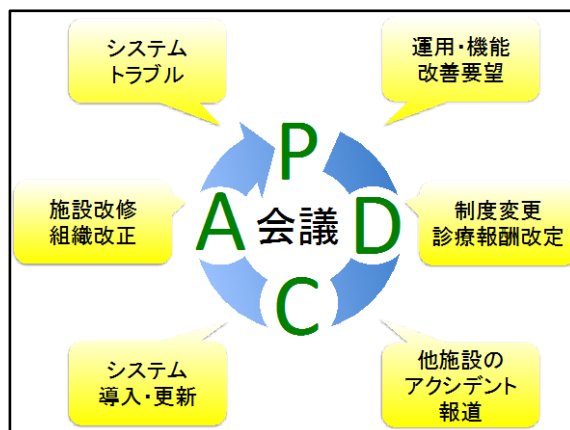 システム
トラブル
運用・機能
改善要望
P
施設改修
組織改正
A
会議
D
制度変更
診療報酬改定
C
システム
導入・更新
他施設の
アクシデント
報道